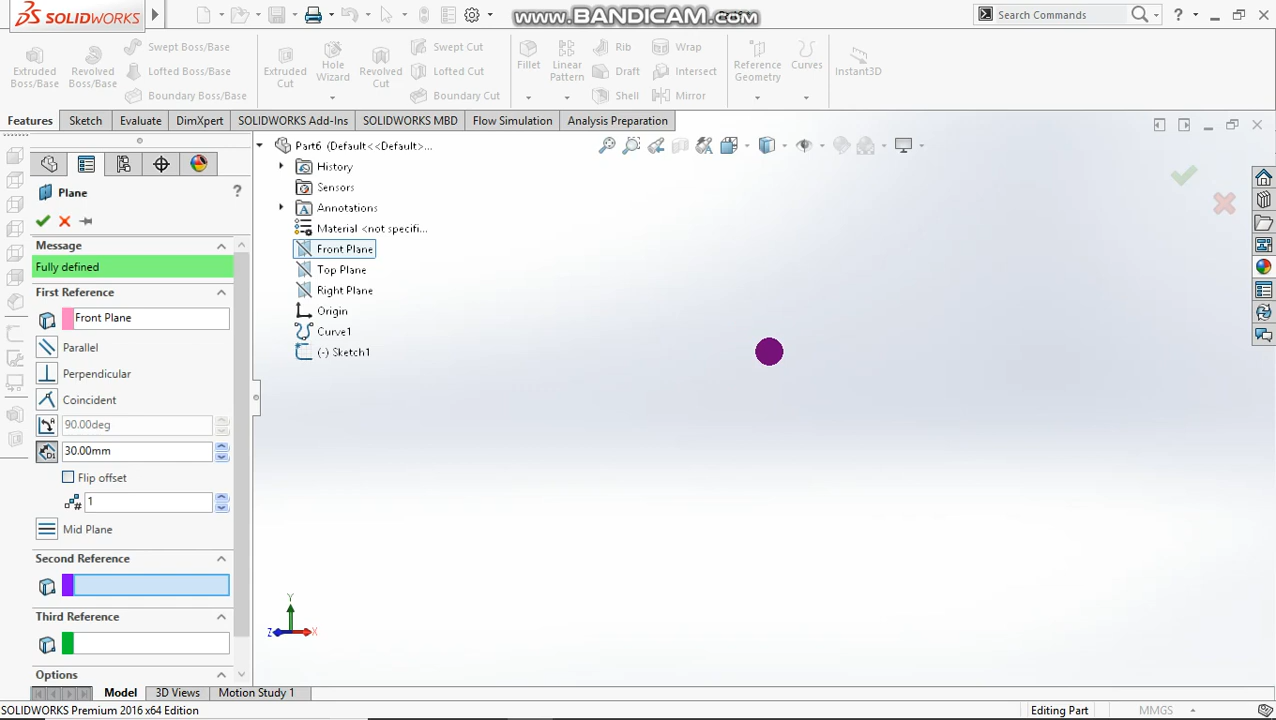 SOLIDWORKS
www.BANDICAM.com
Search Commands
?
Extruded Boss/Base
Revolved Boss/Base
Swept Boss/Base
Lofted Boss/Base
Boundary Boss/Base
Extruded Cut
Hole Wizard
Revolved Cut
Swept Cut
Lofted Cut
Boundary Cut
Fillet
Linear Pattern
Rib
Draft
Shell
Wrap
Intersect
Mirror
Reference Geometry
Curves
Instant3D
Features
Sketch
Evaluate
DimXpert
SOLIDWORKS Add-Ins
SOLIDWORKS MBD
Flow Simulation
Analysis Preparation
Plane
?
Message
Fully defined
First Reference
Front Plane
Parallel
Perpendicular
Coincident
90.00deg
30.00mm
Flip offset
1
Mid Plane
Second Reference
Third Reference
Options
Part6 (Default<<Default>...
History
Sensors
Annotations
Material <not specifi...
Front Plane
Top Plane
Right Plane
Origin
Curve1
(-) Sketch1
Y
Z
X
Model
3D Views
Motion Study 1
SOLIDWORKS Premium 2016 x64 Edition
Editing Part
MMGS